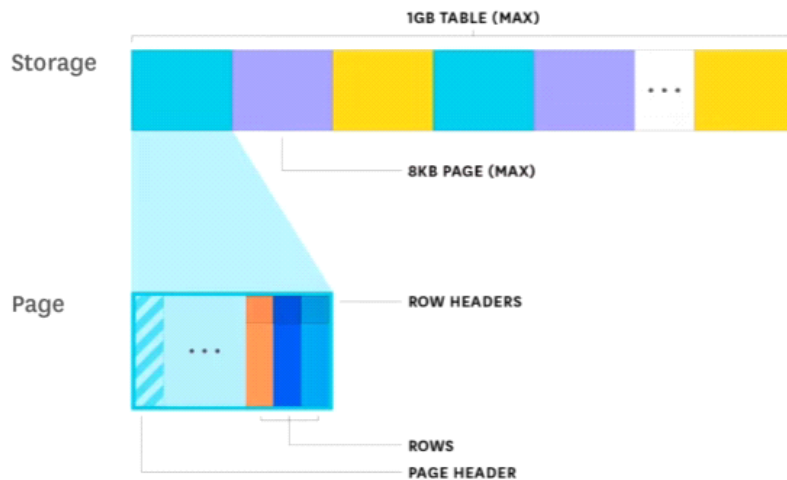 1GB TABLE (MAX)
Storage
...
8KB PAGE (MAX)
Page
ROW HEADERS
...
ROWS
PAGE HEADER